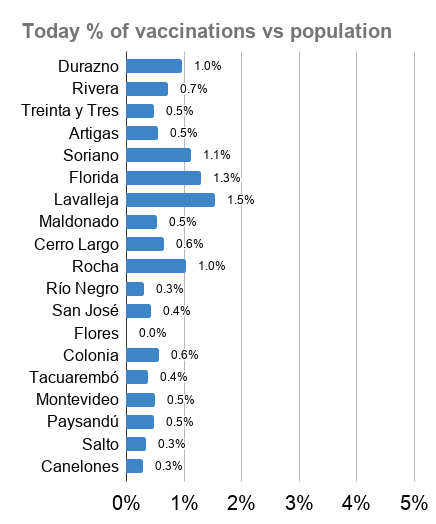 Today % of vaccinations vs population
Durazno 1.0%
Rivera 0.7%
Treinta y Tres 0.5%
Artigas 0.5%
Soriano 1.1%
Florida 1.3%
Lavalleja 1.5%
Maldonado 0.5%
Cerro Largo 0.6%
Rocha 1.0%
Río Negro 0.3%
San José 0.4%
Flores 0.0%
Colonia 0.6%
Tacuarembó 0.4%
Montevideo 0.5%
Paysandú 0.5%
Salto 0.3%
Canelones 0.3%
0% 1% 2% 3% 4% 5%